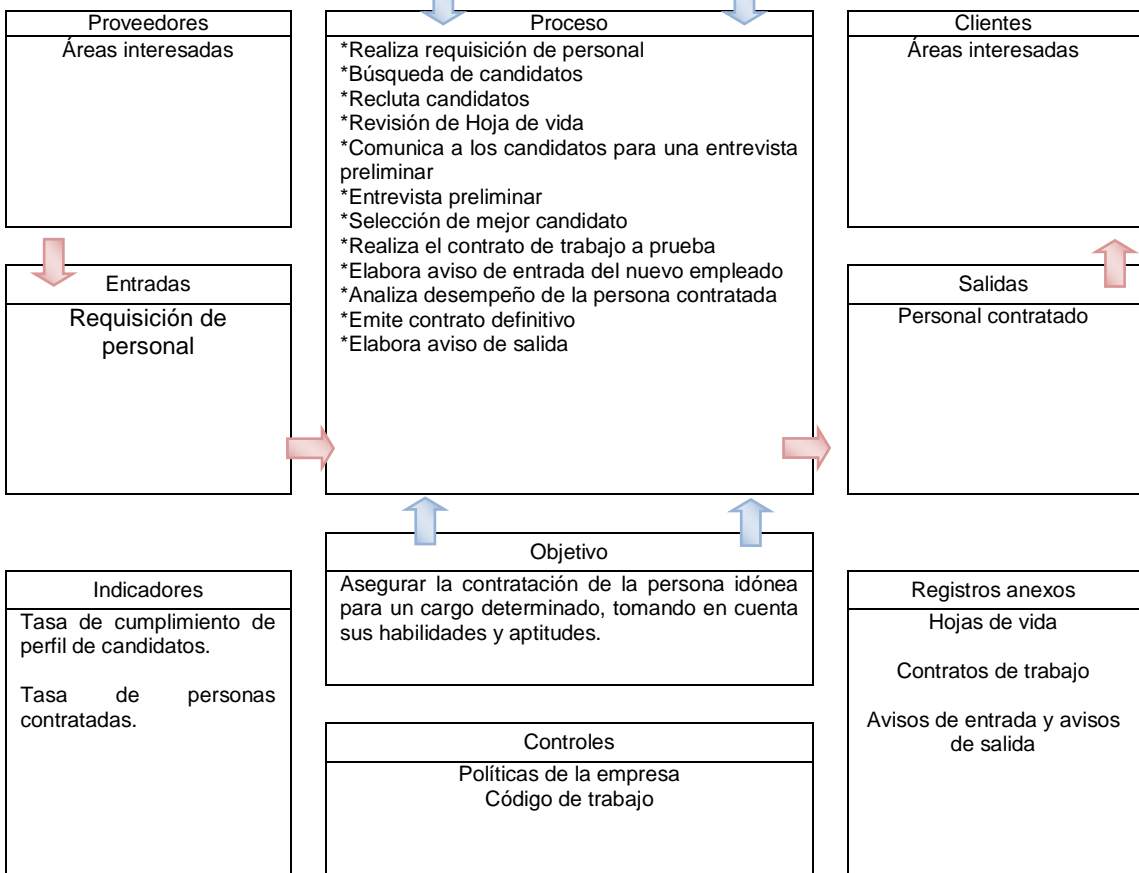 Proveedores
Áreas interesadas
Proceso
*Realiza requisición de personal
*Búsqueda de candidatos
*Recluta candidatos
*Revisión de Hoja de vida
*Comunica a los candidatos para una entrevista
preliminar
*Entrevista preliminar
*Selección de mejor candidato
*Realiza el contrato de trabajo a prueba
*Elabora aviso de entrada del nuevo empleado
*Analiza desempeño de la persona contratada
*Emite contrato definitivo
*Elabora aviso de salida
Clientes
Áreas interesadas
Entradas
Requisición de
personal
Salidas
Personal contratado
Objetivo
Asegurar la contratación de la persona idónea
para un cargo determinado, tomando en cuenta
sus habilidades y aptitudes.
Indicadores
Tasa de cumplimiento de
perfil de candidatos.
Tasa de personas
contratadas.
Registros anexos
Hojas de vida
Contratos de trabajo
Avisos de entrada y avisos
de salida
Controles
Políticas de la empresa
Código de trabajo